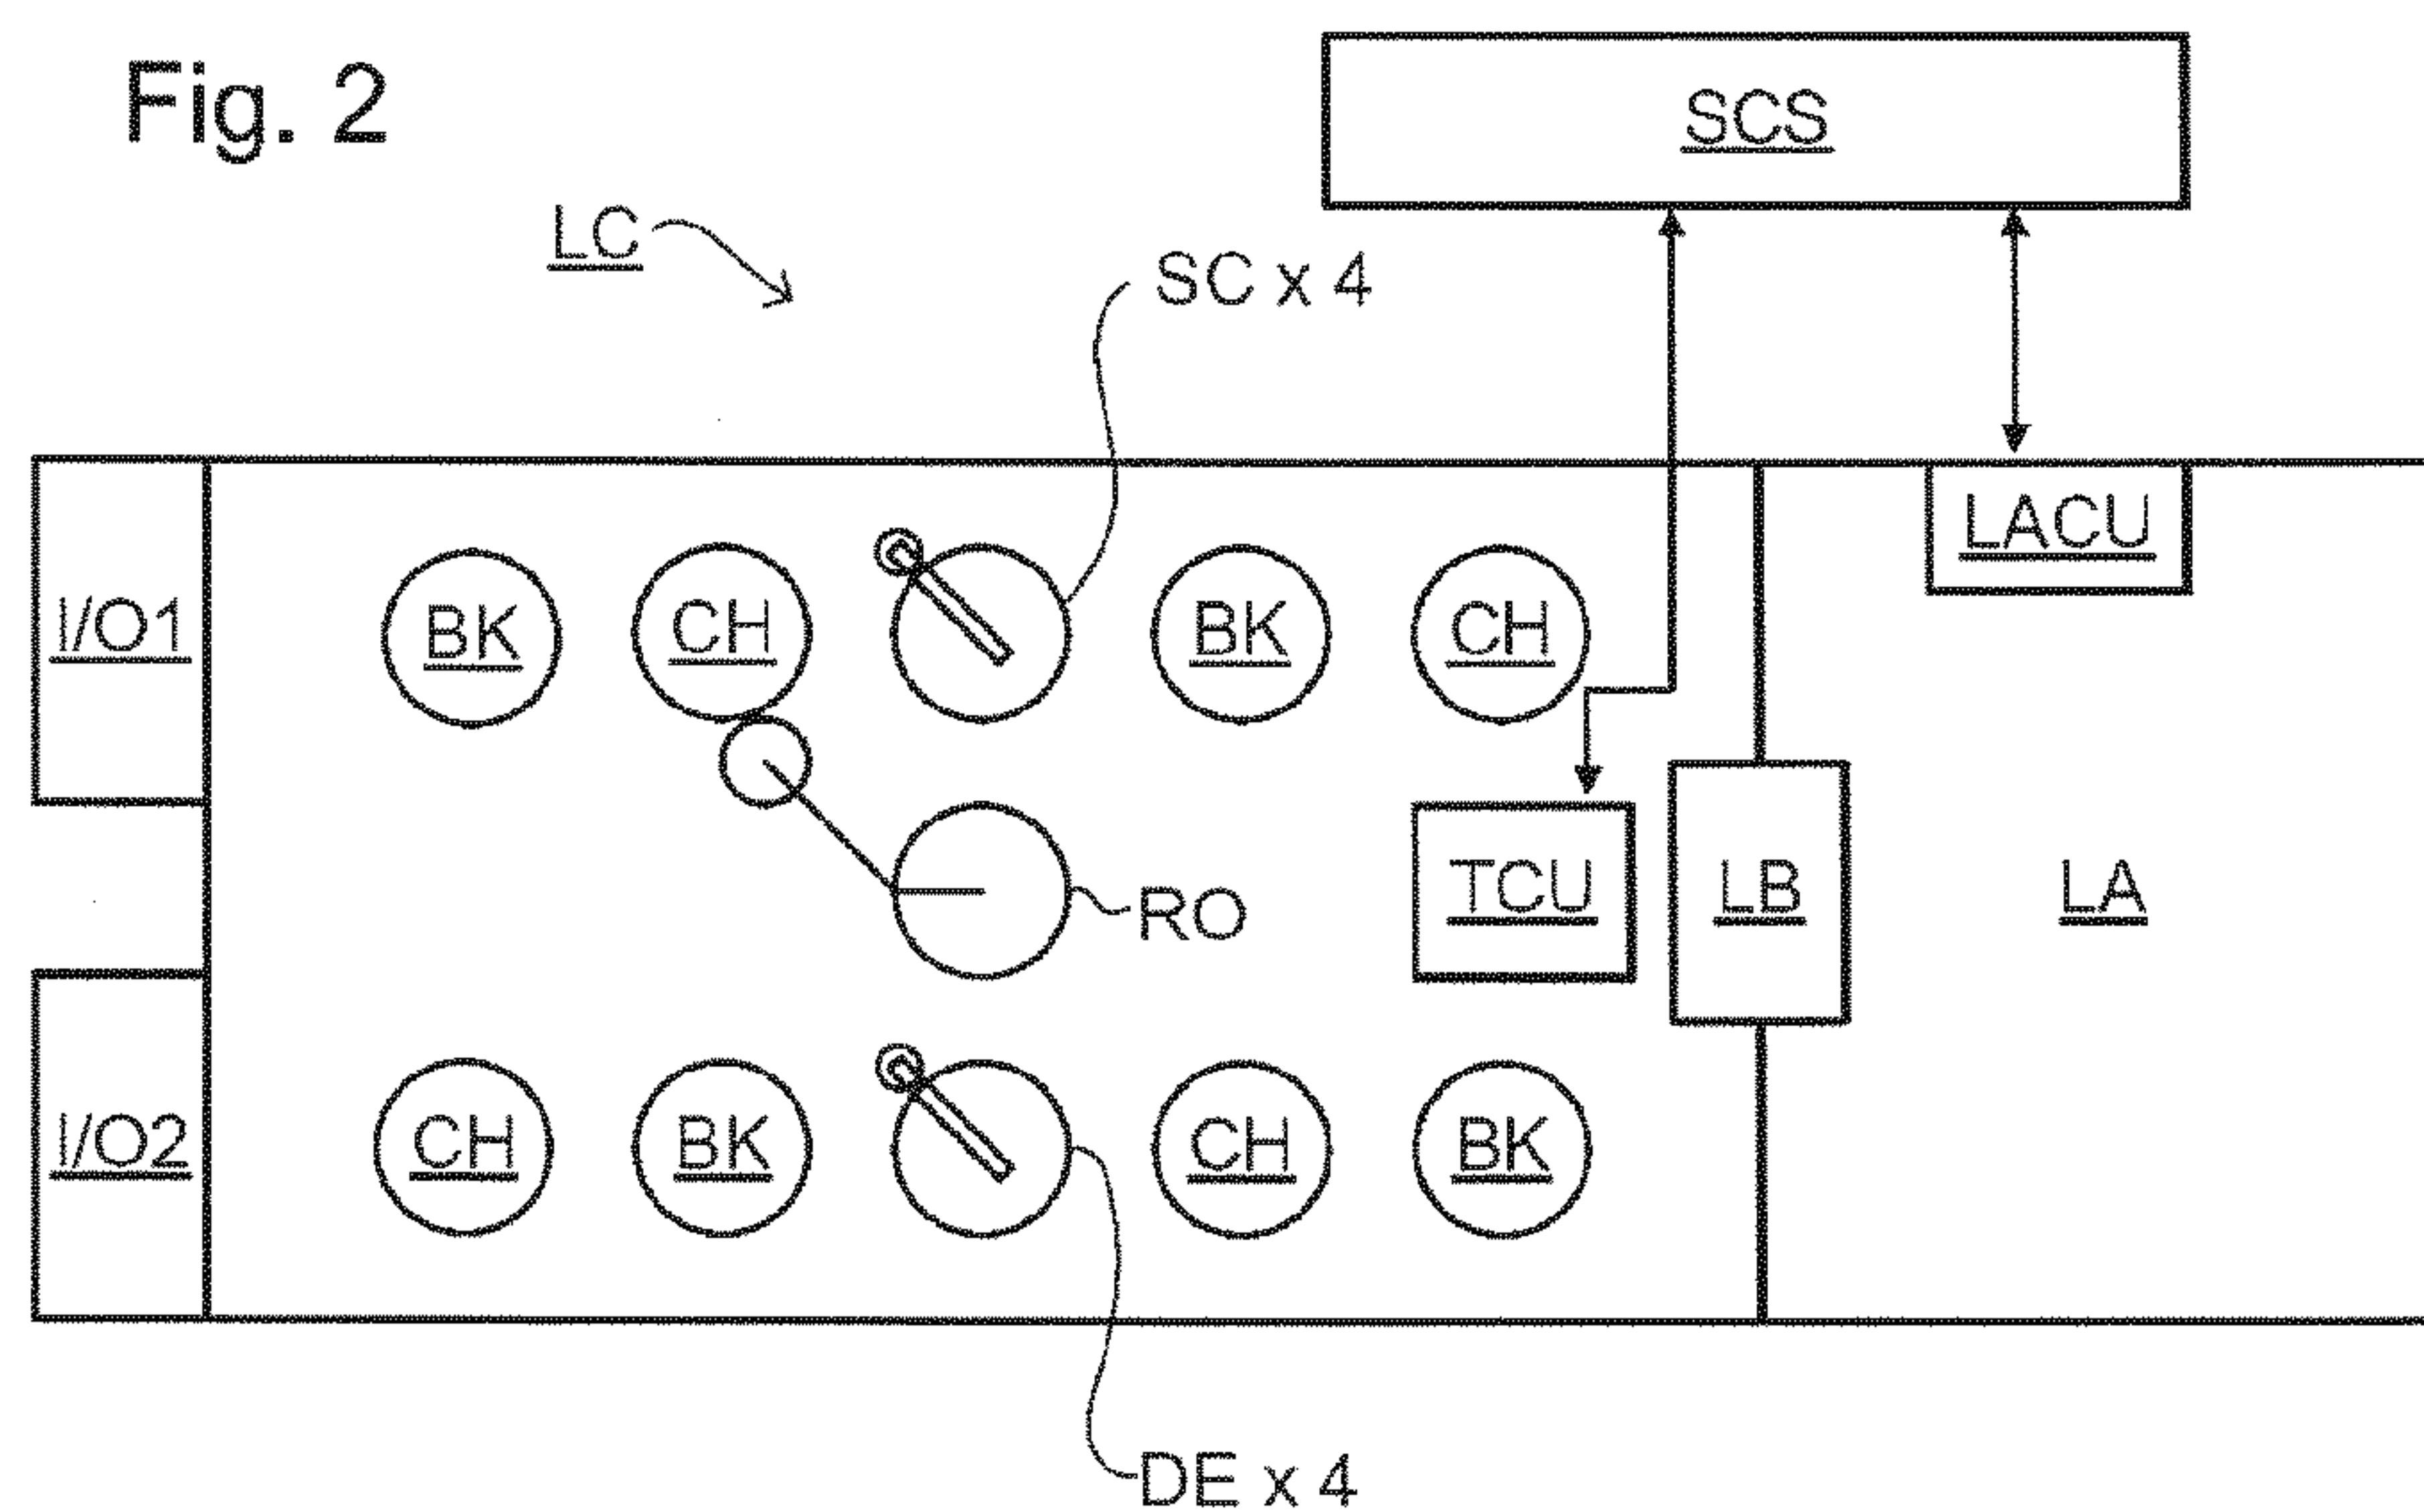 Fig. 2
SCS
LC
SC x 4
LACU
I/O1
BK
CH
BK
CH
RO
TCU
LB
LA
I/O2
CH
BK
CH
BK
DE x 4